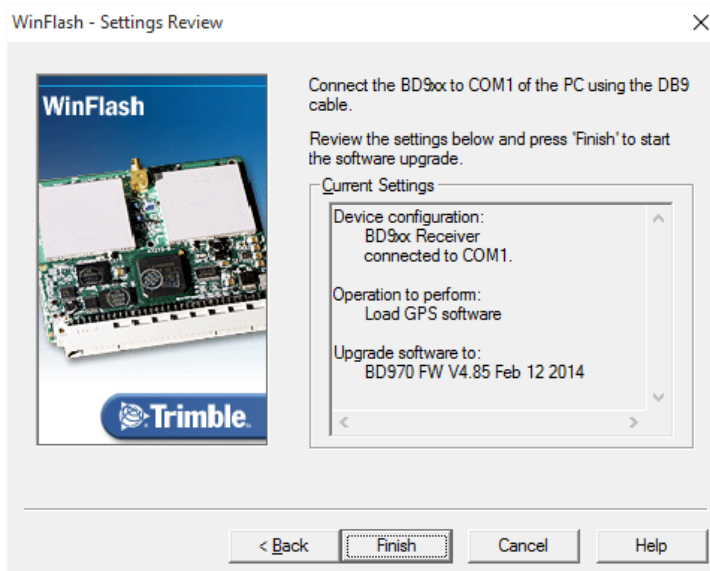 WinFlash - Settings Review
WinFlash
Trimble.
Connect the BD9xx to COM1 of the PC using the DB9
cable.
Review the settings below and press 'Finish' to start
the software upgrade.
Current Settings
Device configuration:
BD9xx Receiver
connected to COM1.
Operation to perform:
Load GPS software
Upgrade software to:
BD970 FW V4.85 Feb 12 2014
< Back
Finish
Cancel
Help